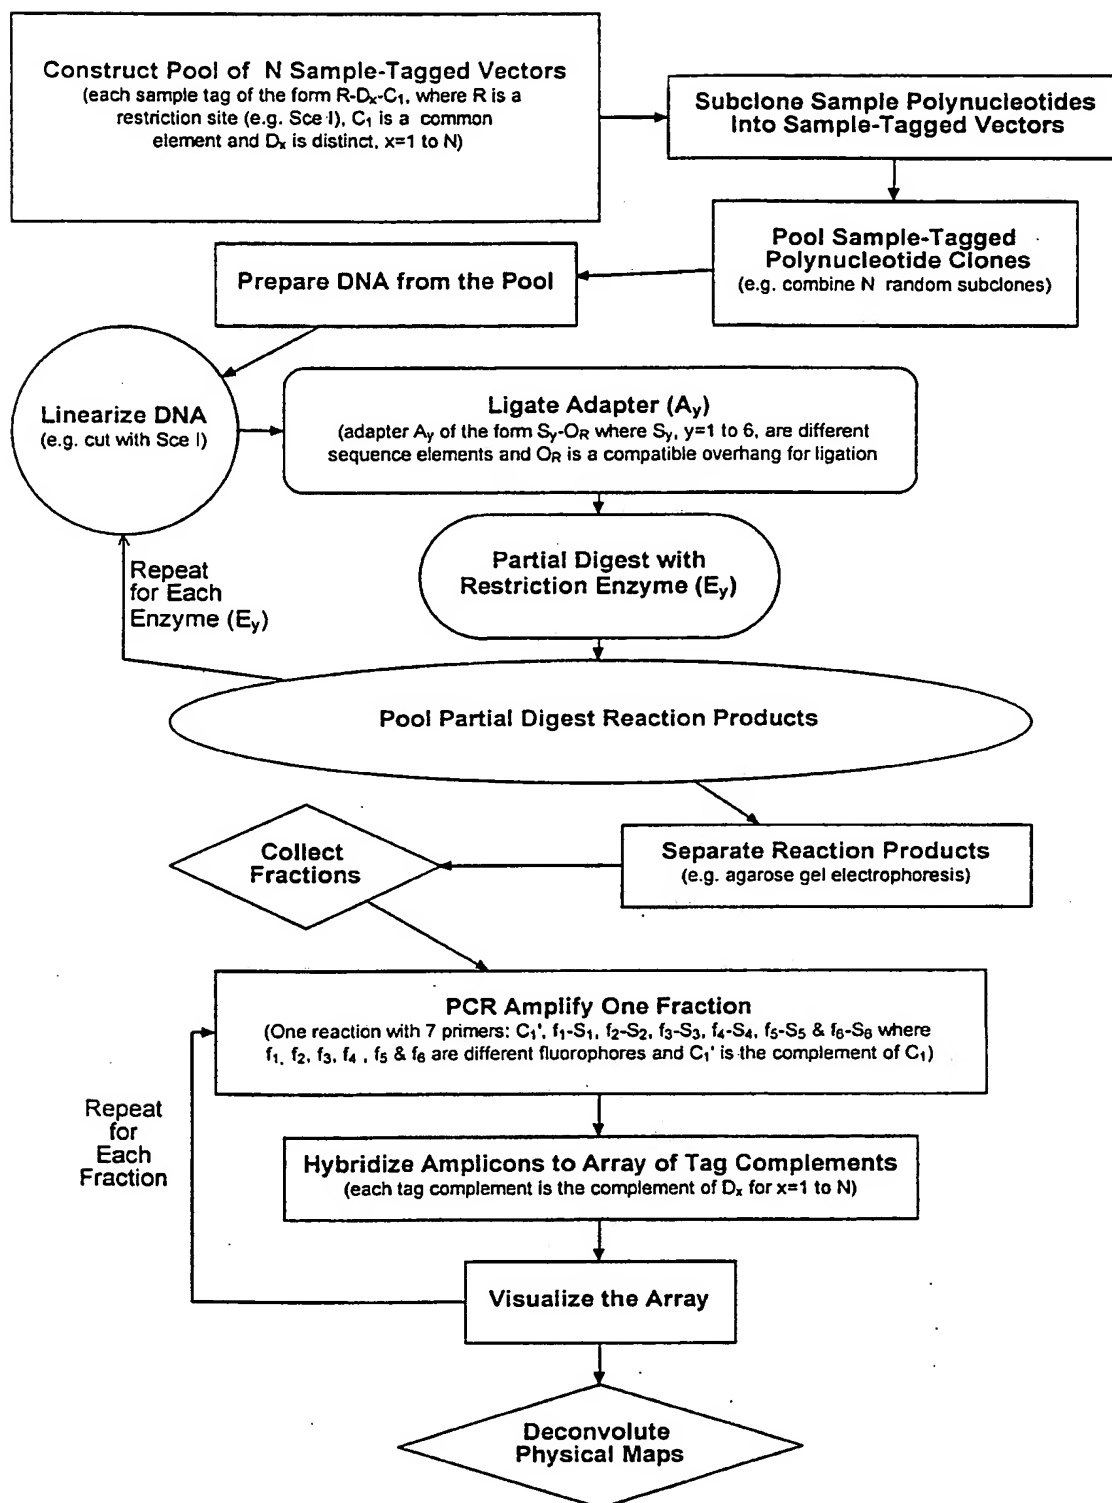 Construct Pool of N Sample-Tagged Vectors
(each sample tag of the form R-Dx-C1, where R is a
restriction site (e.g. Sce I), C1 is a common
element and Dx is distinct, x=1 to N)
Subclone Sample Polynucleotides
Into Sample-Tagged Vectors
Pool Sample-Tagged
Polynucleotide Clones
(e.g. combine N random subclones)
Prepare DNA from the Pool
Linearize DNA
(e.g. cut with Sce I)
Ligate Adapter (Ay)
(adapter Ay of the form Sy-OR where Sy, y=1 to 6, are different
sequence elements and OR is a compatible overhang for ligation
Partial Digest with
Restriction Enzyme (Ey)
Repeat
for Each
Enzyme (Ey)
Pool Partial Digest Reaction Products
Separate Reaction Products
(e.g. agarose gel electrophoresis)
Collect
Fractions
PCR Amplify One Fraction
(One reaction with 7 primers: C1', f1-S1, f2-S2, f3-S3, f4-S4, f5-S5 & f6-S6 where
f1, f2, f3, f4 , f5 & f6 are different fluorophores and C1' is the complement of C1)
Repeat
for
Each
Fraction
Hybridize Amplicons to Array of Tag Complements
(each tag complement is the complement of Dx for x=1 to N)
Visualize the Array
Deconvolute
Physical Maps